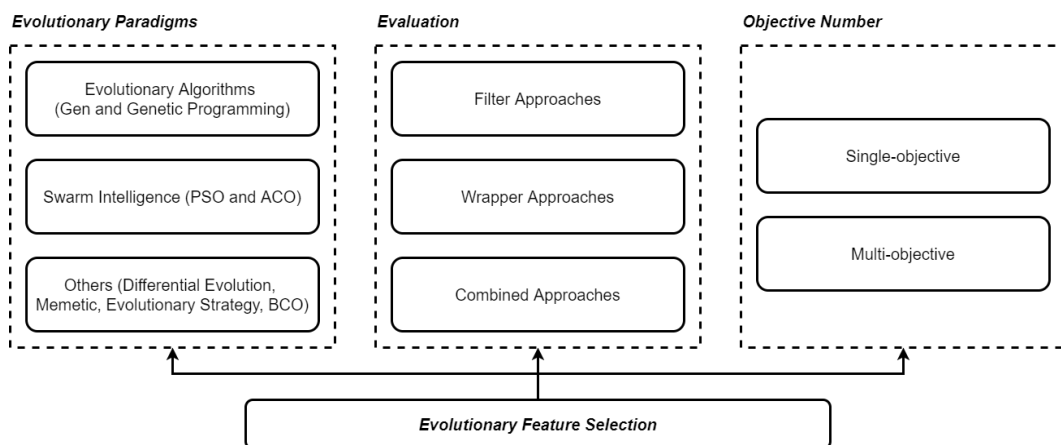 Evolutionary Paradigms
Evolutionary Algorithms
(Gen and Genetic Programming)
Swarm Intelligence (PSO and ACO)
Others (Differential Evolution,
Memetic, Evolutionary Strategy, BCO)
Evaluation
Filter Approaches
Wrapper Approaches
Combined Approaches
Objective Number
Single-objective
Multi-objective
Evolutionary Feature Selection